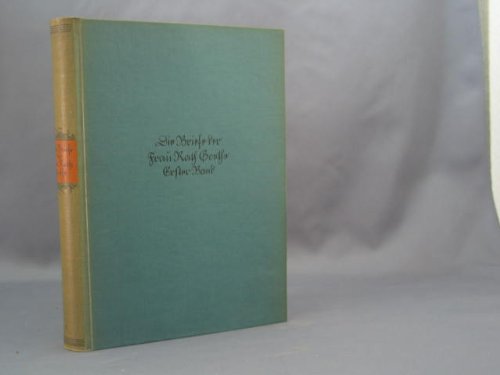 Die Briefe der
Frau Rath Goethe
Erster Band